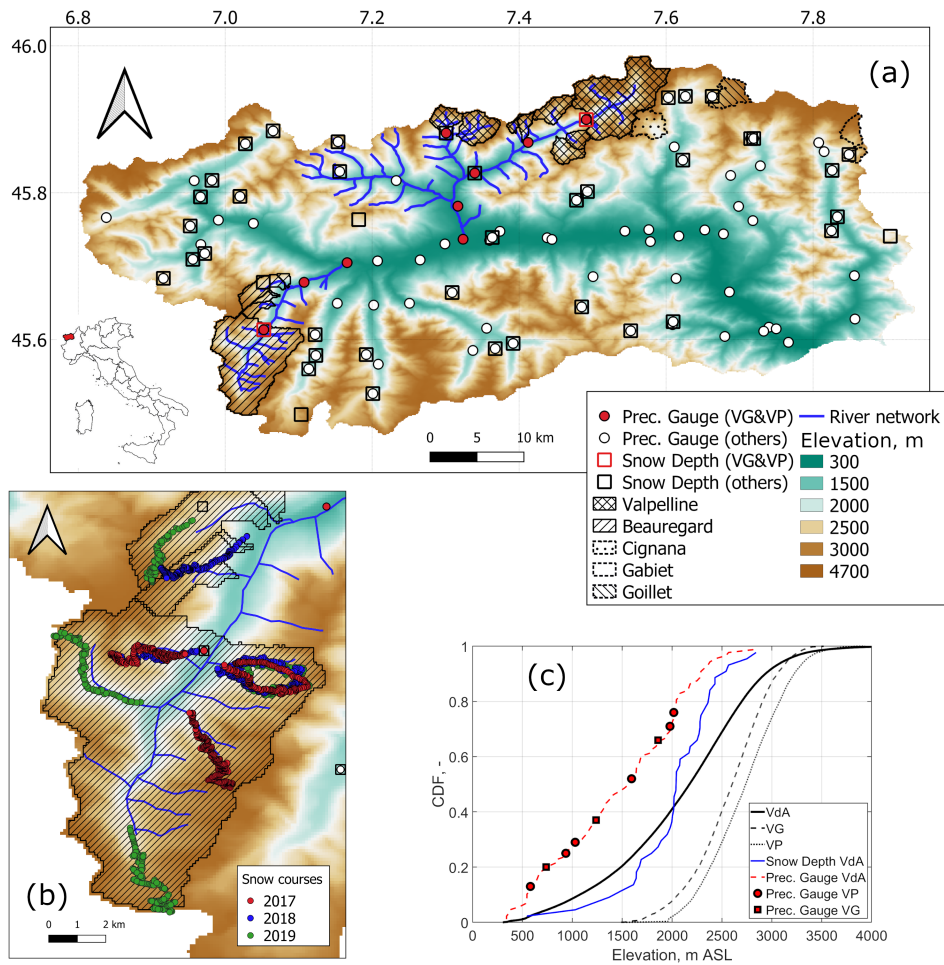 6.8 7.0 7.2 7.4 7.6 7.8
46.0
(a)
45.8
45.6
0 5 10 km
Prec. Gauge (VG&VP)
Prec. Gauge (others)
Snow Depth (VG&VP)
Snow Depth (others)
Valpelline
Beauregard
Cignana
Gabiet
Goillet
River network
Elevation, m
300
1500
2000
2500
3000
4700
(b)
0 1 2 km
Snow courses
2017
2018
2019
(c)
CDF, -
1
0.8
0.6
0.4
0.2
0
0 500 1000 1500 2000 2500 3000 3500 4000
Elevation, m ASL
VdA
VG
VP
Snow Depth VdA
Prec. Gauge VdA
Prec. Gauge VP
Prec. Gauge VG